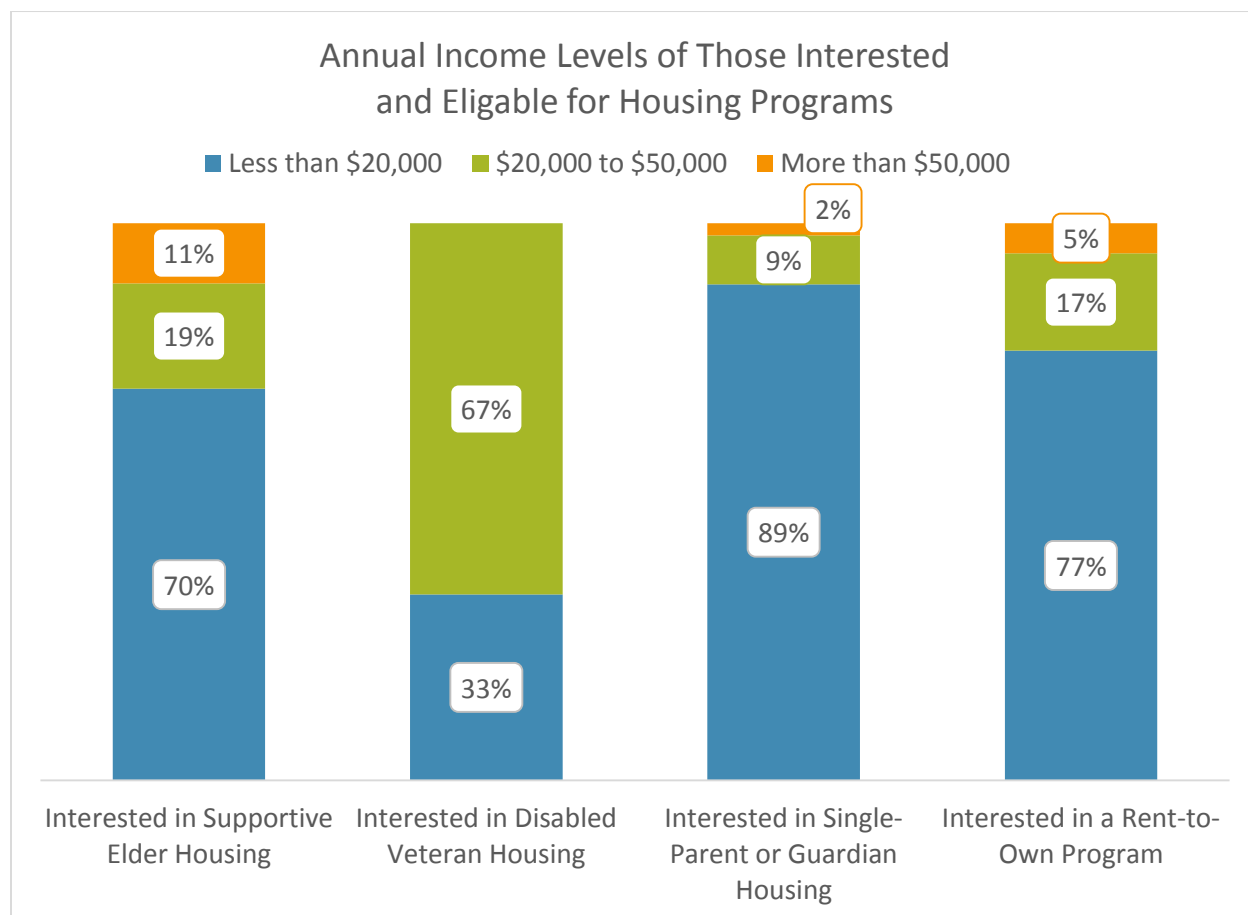 Annual Income Levels of Those Interested
and Eligable for Housing Programs
Less than $20,000 $20,000 to $50,000 More than $50,000
11%
19%
70%
67%
33%
2%
9%
89%
5%
17%
77%
Interested in Supportive
Elder Housing
Interested in Disabled
Veteran Housing
Interested in Single-
Parent or Guardian
Housing
Interested in a Rent-to-
Own Program